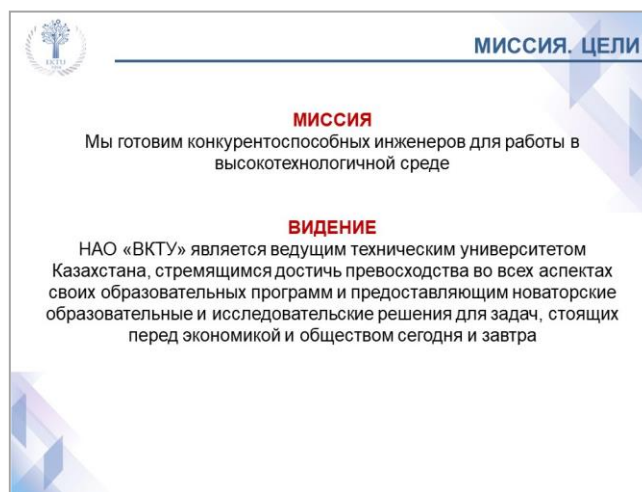 ВКТУ
МИССИЯ. ЦЕЛИ
МИССИЯ
Мы готовим конкурентоспособных инженеров для работы в
высокотехнологичной среде
ВИДЕНИЕ
НАО «ВКТУ» является ведущим техническим университетом
Казахстана, стремящимся достичь превосходства во всех аспектах
своих образовательных программ и предоставляющим новаторские
образовательные и исследовательские решения для задач, стоящих
перед экономикой и обществом сегодня и завтра